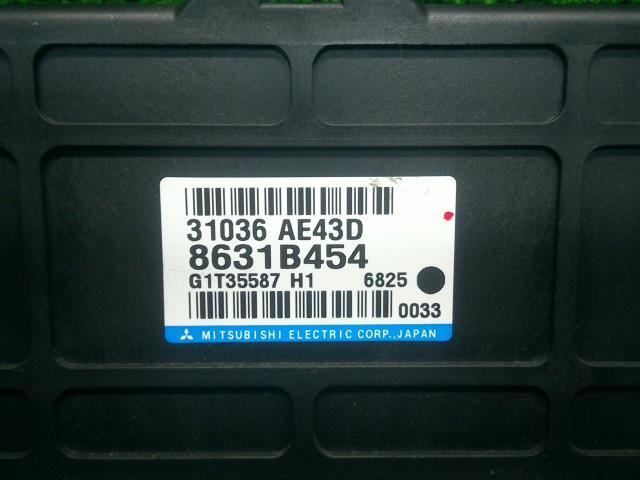 31036 AE43D
8631B454
G1T35587 H1 6825
0033
MITSUBISHI ELECTRIC CORP.,JAPAN